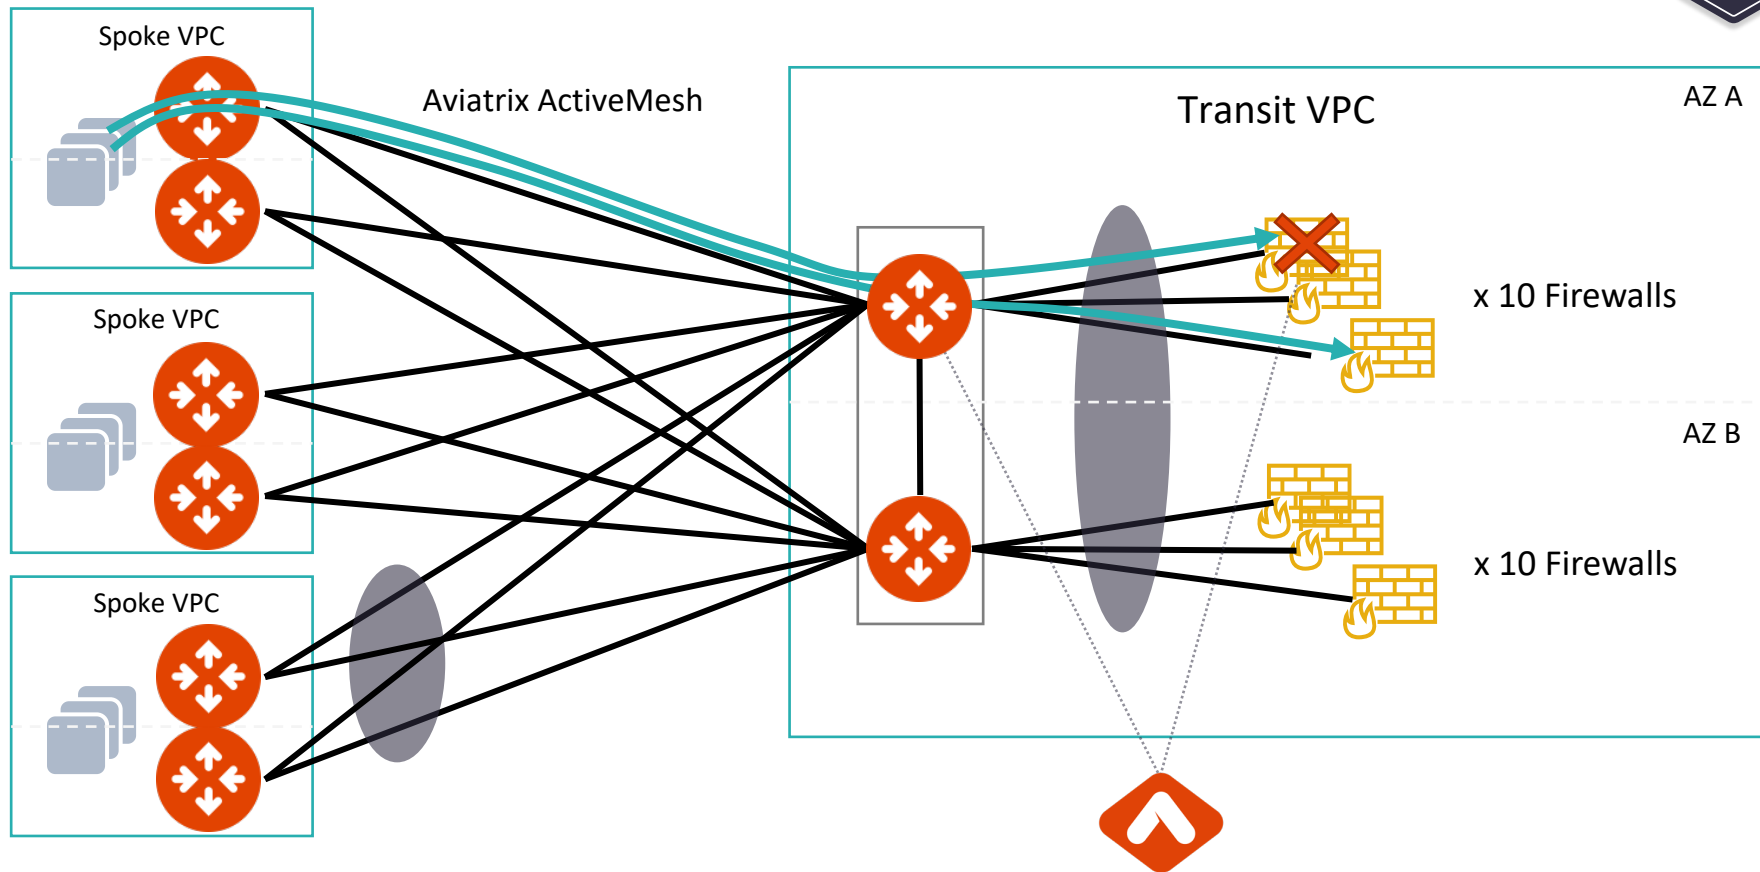 Spoke VPC
Aviatrix ActiveMesh
Transit VPC
AZ A
x 10 Firewalls
Spoke VPC
AZ B
x 10 Firewalls
Spoke VPC